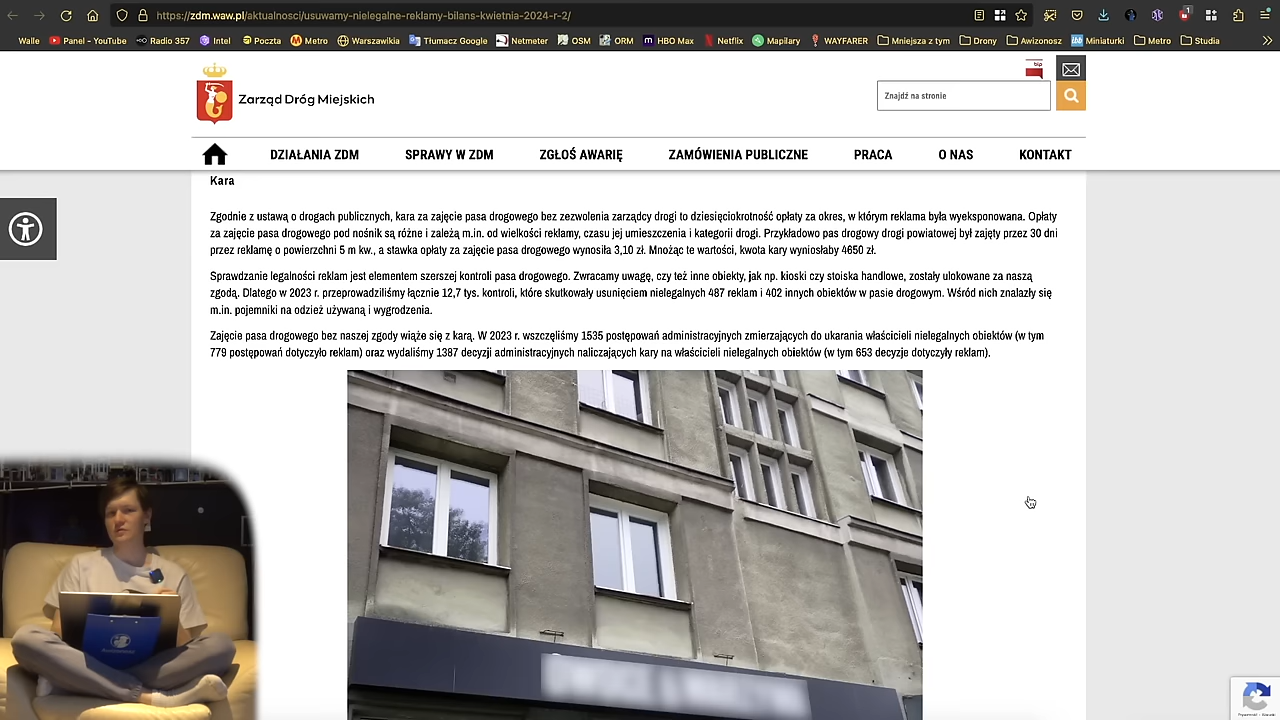 https://zdm.waw.pl/aktualnosci/usuwamy-nielegalne-reklamy-bilans-kwietnia-2024-r-2/
1
Walle Panel - YouTube Radio 357 Intel Poczta Metro Warszawikia Tłumacz Google Netmeter OSM ORM HBO Max Netflix Mapilary WAYFARER Mniejsza z tym Drony Awizonosz Miniaturki Metro Studia
bip
Zarząd Dróg Miejskich
Znajdź na stronie
DZIAŁANIA ZDM SPRAWY W ZDM ZGŁOŚ AWARIĘ ZAMÓWIENIA PUBLICZNE PRACA O NAS KONTAKT
Kara
Zgodnie z ustawą o drogach publicznych, kara za zajęcie pasa drogowego bez zezwolenia zarządcy drogi to dziesięciokrotność opłaty za okres, w którym reklama była wyeksponowana. Opłaty
za zajęcie pasa drogowego pod nośnik są różne i zależą m.in. od wielkości reklamy, czasu jej umieszczenia i kategorii drogi. Przykładowo pas drogowy drogi powiatowej był zajęty przez 30 dni
przez reklamę o powierzchni 5 m kw., a stawka opłaty za zajęcie pasa drogowego wynosiła 3,10 zł. Mnożąc te wartości, kwota kary wyniosłaby 4650 zł.
Sprawdzanie legalności reklam jest elementem szerszej kontroli pasa drogowego. Zwracamy uwagę, czy też inne obiekty, jak np. kioski czy stoiska handlowe, zostały ulokowane za naszą
zgodą. Dlatego w 2023 r. przeprowadziliśmy łącznie 12,7 tys. kontroli, które skutkowały usunięciem nielegalnych 487 reklam i 402 innych obiektów w pasie drogowym. Wśród nich znalazły się
m.in. pojemniki na odzież używaną i wygrodzenia.
Zajęcie pasa drogowego bez naszej zgody wiąże się z karą. W 2023 r. wszczęliśmy 1535 postępowań administracyjnych zmierzających do ukarania właścicieli nielegalnych obiektów (w tym
779 postępowań dotyczyło reklam) oraz wydaliśmy 1387 decyzji administracyjnych naliczających kary na właścicieli nielegalnych obiektów (w tym 653 decyzje dotyczyły reklam).